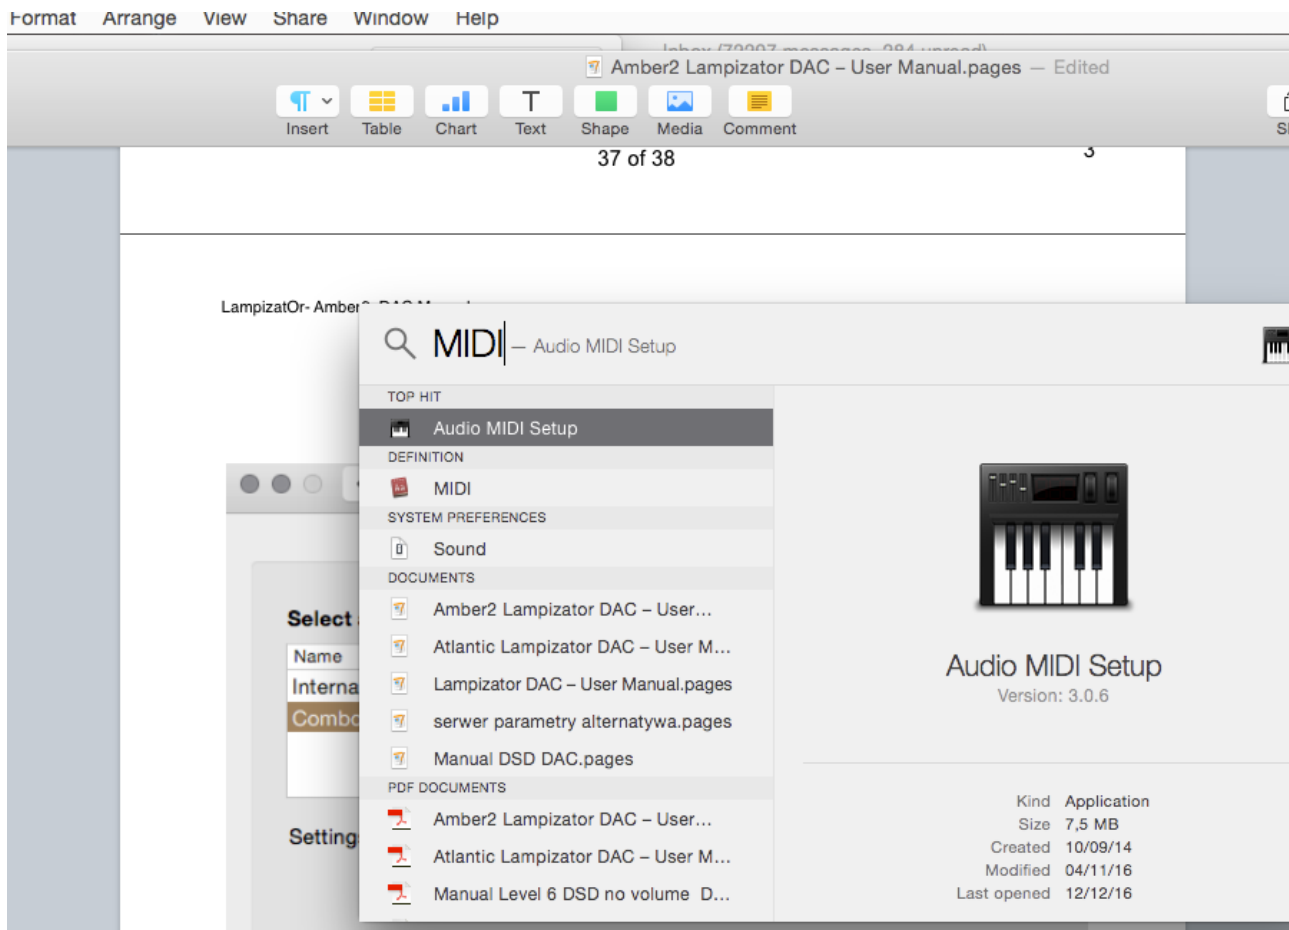 Format Arrange View Share Window Help
Amber2 Lampizator DAC – User Manual.pages — Edited
Insert Table Chart Text Shape Media Comment
37 of 38
3
LampizatOr- Amber
MIDI — Audio MIDI Setup
TOP HIT
Audio MIDI Setup
DEFINITION
MIDI
SYSTEM PREFERENCES
Sound
DOCUMENTS
Amber2 Lampizator DAC – User...
Atlantic Lampizator DAC – User M...
Lampizator DAC – User Manual.pages
serwer parametry alternatywa.pages
Manual DSD DAC.pages
PDF DOCUMENTS
Amber2 Lampizator DAC – User...
Atlantic Lampizator DAC – User M...
Manual Level 6 DSD no volume D...
Select
Name
Interna
Combo
Setting
Audio MIDI Setup
Version: 3.0.6
Kind Application
Size 7,5 MB
Created 10/09/14
Modified 04/11/16
Last opened 12/12/16